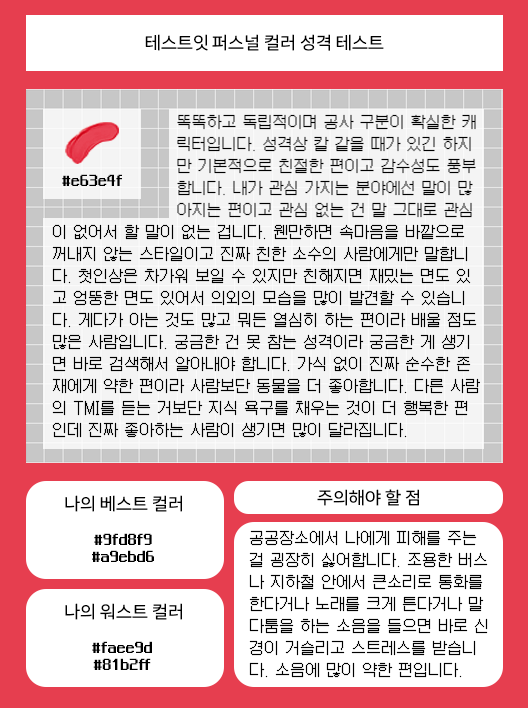 테스트잇 퍼스널 컬러 성격 테스트
#e63e4f
똑똑하고 독립적이며 공사 구분이 확실한 캐
릭터입니다. 성격상 칼 같을 때가 있긴 하지
만 기본적으로 친절한 편이고 감수성도 풍부
합니다. 내가 관심 가지는 분야에선 말이 많
아지는 편이고 관심 없는 건 말 그대로 관심
이 없어서 할 말이 없는 겁니다. 웬만하면 속마음을 바깥으로
꺼내지 않는 스타일이고 진짜 친한 소수의 사람에게만 말합니
다. 첫인상은 차가워 보일 수 있지만 친해지면 재밌는 면도 있
고 엉뚱한 면도 있어서 의외의 모습을 많이 발견할 수 있습니
다. 게다가 아는 것도 많고 뭐든 열심히 하는 편이라 배울 점도
많은 사람입니다. 궁금한 건 못 참는 성격이라 궁금한 게 생기
면 바로 검색해서 알아내야 합니다. 가식 없이 진짜 순수한 존
재에게 약한 편이라 사람보단 동물을 더 좋아합니다. 다른 사람
의 TMI를 듣는 거보단 지식 욕구를 채우는 것이 더 행복한 편
인데 진짜 좋아하는 사람이 생기면 많이 달라집니다.
나의 베스트 컬러
#9fd8f9
#a9ebd6
나의 워스트 컬러
#faee9d
#81b2ff
주의해야 할 점
공공장소에서 나에게 피해를 주는
걸 굉장히 싫어합니다. 조용한 버스
나 지하철 안에서 큰소리로 통화를
한다거나 노래를 크게 튼다거나 말
다툼을 하는 소음을 들으면 바로 신
경이 거슬리고 스트레스를 받습니
다. 소음에 많이 약한 편입니다.